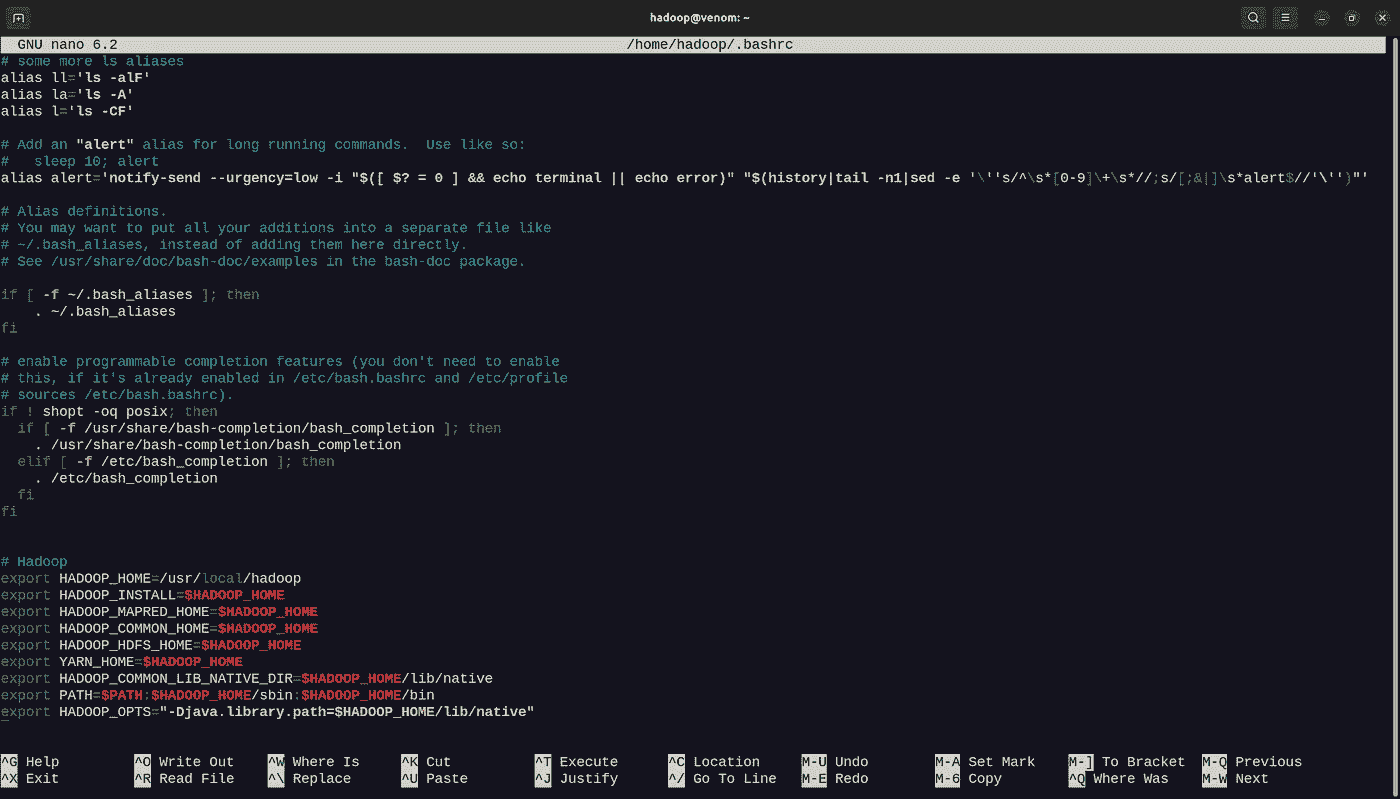 hadoop@venom: ~
GNU nano 6.2 /home/hadoop/.bashrc
# some more ls aliases
alias ll='ls -alF'
alias la='ls -A'
alias l='ls -CF'
# Add an "alert" alias for long running commands.  Use like so:
#   sleep 10; alert
alias alert='notify-send --urgency=low -i "$([ $? = 0 ] && echo terminal || echo error)" "$(history|tail -n1|sed -e '\''s/^\s*[0-9]\+\s*//;s/[;&|]\s*alert$//'\'')"'
# Alias definitions.
# You may want to put all your additions into a separate file like
# ~/.bash_aliases, instead of adding them here directly.
# See /usr/share/doc/bash-doc/examples in the bash-doc package.
if [ -f ~/.bash_aliases ]; then
    . ~/.bash_aliases
fi
# enable programmable completion features (you don't need to enable
# this, if it's already enabled in /etc/bash.bashrc and /etc/profile
# sources /etc/bash.bashrc).
if ! shopt -oq posix; then
  if [ -f /usr/share/bash-completion/bash_completion ]; then
    . /usr/share/bash-completion/bash_completion
  elif [ -f /etc/bash_completion ]; then
    . /etc/bash_completion
  fi
fi
# Hadoop
export HADOOP_HOME=/usr/local/hadoop
export HADOOP_INSTALL=$HADOOP_HOME
export HADOOP_MAPRED_HOME=$HADOOP_HOME
export HADOOP_COMMON_HOME=$HADOOP_HOME
export HADOOP_HDFS_HOME=$HADOOP_HOME
export YARN_HOME=$HADOOP_HOME
export HADOOP_COMMON_LIB_NATIVE_DIR=$HADOOP_HOME/lib/native
export PATH=$PATH:$HADOOP_HOME/sbin:$HADOOP_HOME/bin
export HADOOP_OPTS="-Djava.library.path=$HADOOP_HOME/lib/native"
^G Help ^O Write Out ^W Where Is ^K Cut ^T Execute ^C Location M-U Undo M-A Set Mark M-] To Bracket M-Q Previous
^X Exit ^R Read File ^\ Replace ^U Paste ^J Justify ^/ Go To Line M-E Redo M-6 Copy ^Q Where Was M-W Next